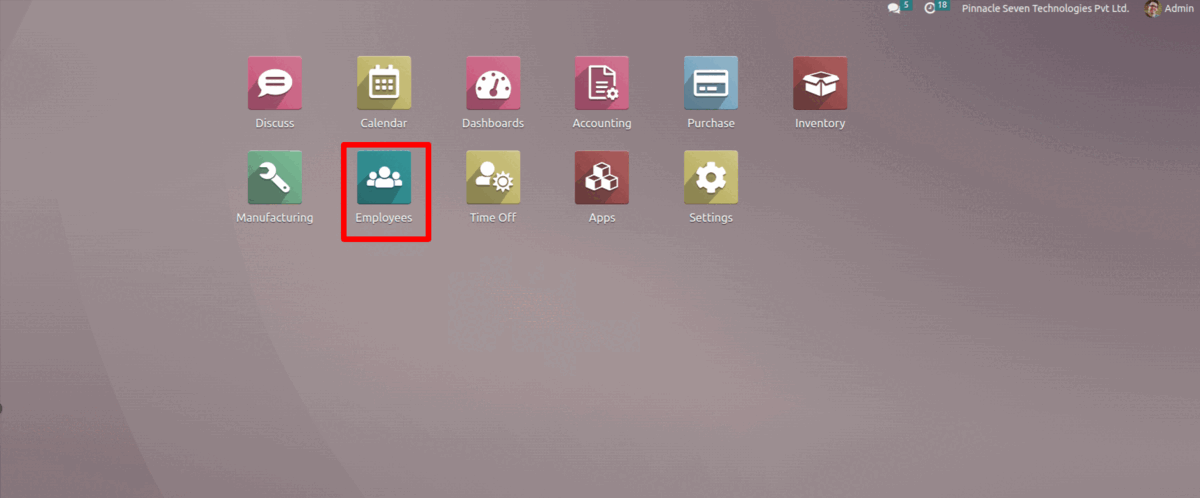 5 18 Pinnacle Seven Technologies Pvt Ltd. Admin
Discuss Calendar Dashboards Accounting Purchase Inventory
Manufacturing Employees Time Off Apps Settings